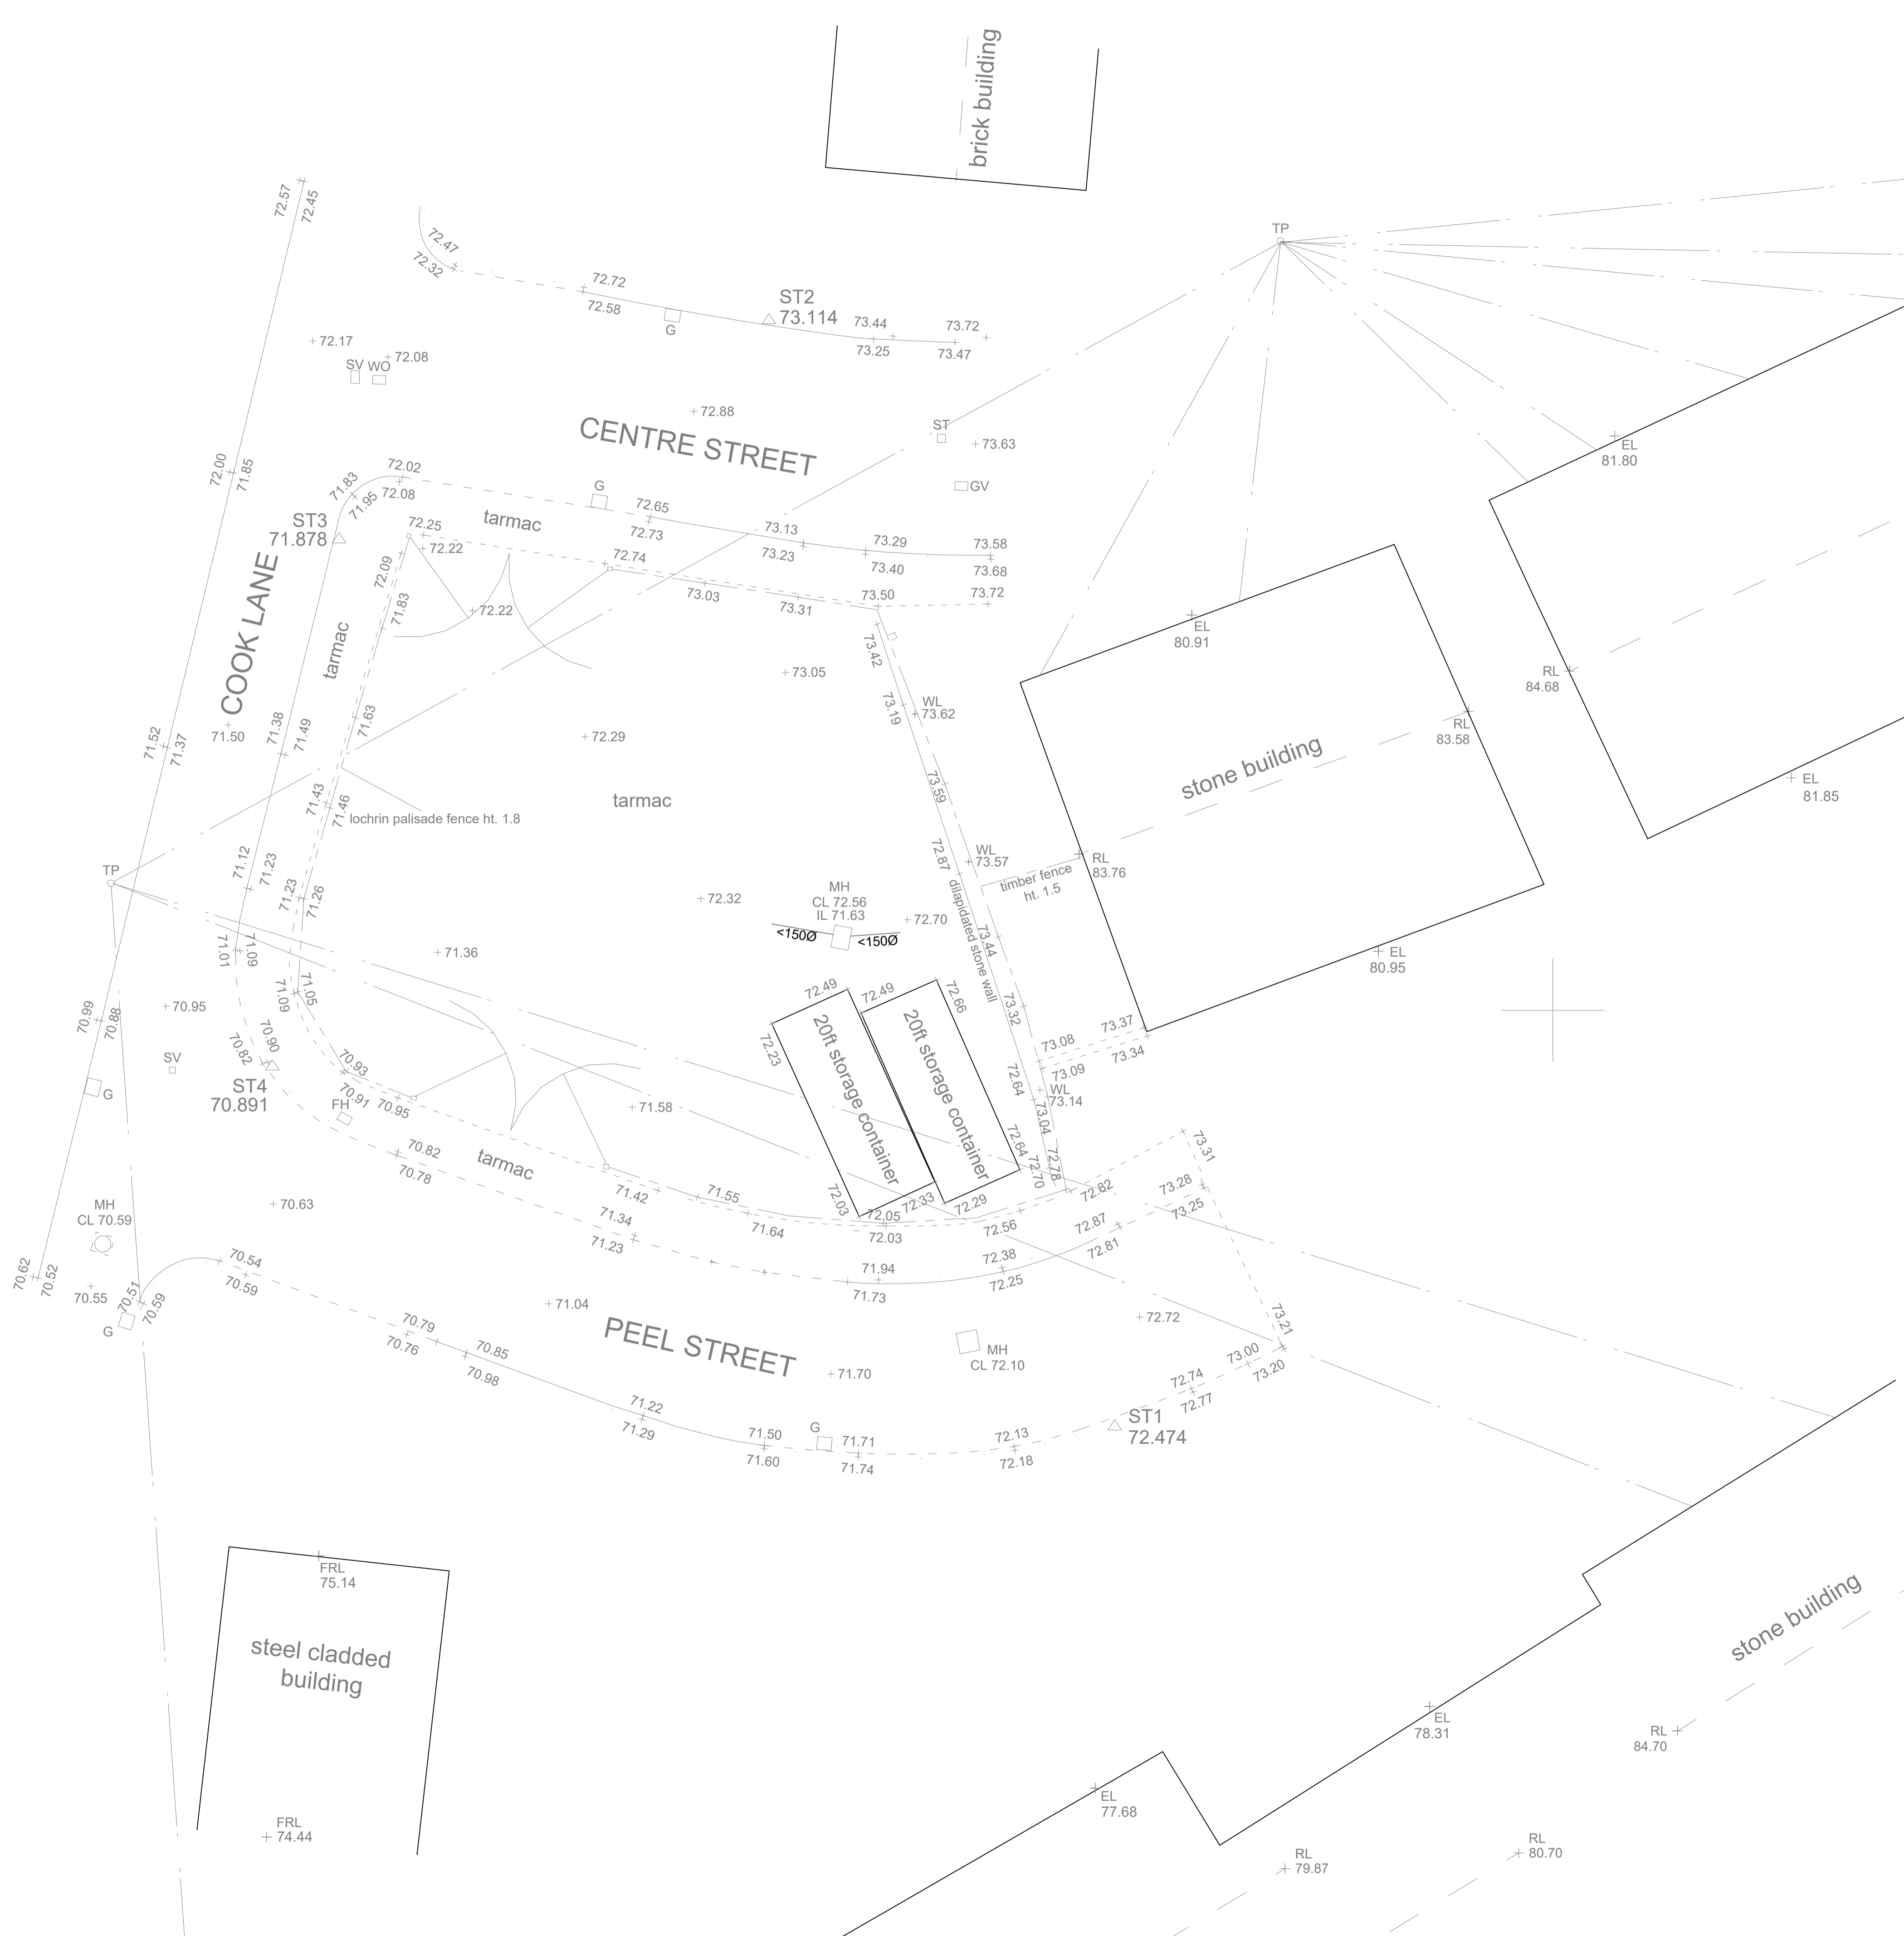 brick building
72.57
72.45
72.47
72.32
TP
72.72
72.58
G
ST2
73.114
73.44
73.25
73.72
73.47
72.17
72.08
SV
WO
72.88
CENTRE STREET
ST
73.63
GV
EL
81.80
72.00
71.85
72.02
72.08
71.83
71.95
G
72.65
72.73
ST3
71.878
tarmac
72.25
72.22
73.13
73.23
73.29
73.40
73.58
73.68
72.74
72.09
71.83
72.22
73.03
73.31
73.50
73.72
EL
80.91
COOK LANE
tarmac
73.42
73.05
RL
84.68
73.19
WL
73.62
71.63
71.38
71.49
71.50
71.52
71.37
72.29
RL
83.58
stone building
73.59
EL
81.85
71.43
71.46
tarmac
lochrin palisade fence ht. 1.8
71.12
71.23
72.87
WL
73.57
RL
83.76
timber fence
ht. 1.5
TP
71.23
71.26
72.32
MH
CL 72.56
IL 71.63
<150Ø
<150Ø
72.70
dilapidated stone wall
73.44
71.01
71.09
71.36
EL
80.95
71.09
71.05
72.49
72.49
72.66
73.32
70.99
70.88
70.95
70.82
70.90
70.93
70.91
72.23
20ft storage container
20ft storage container
73.08
73.37
73.09
73.34
SV
ST4
70.891
G
FH
70.95
71.58
72.64
WL
73.14
73.04
70.82
70.78
tarmac
72.64
72.70
72.78
73.31
72.82
73.28
73.25
71.42
71.55
71.64
72.03
72.05
72.03
72.33
72.29
72.56
72.87
72.81
MH
CL 70.59
70.63
71.34
71.23
70.62
70.52
70.54
70.59
72.38
72.25
71.94
71.73
70.55
70.51
70.59
G
71.04
72.72
73.21
PEEL STREET
70.79
70.76
70.85
70.98
MH
CL 72.10
73.00
73.20
71.70
72.74
72.77
71.22
71.29
71.50
71.60
G
71.71
71.74
72.13
72.18
ST1
72.474
FRL
75.14
steel cladded
building
stone building
EL
78.31
RL
84.70
EL
77.68
FRL
74.44
RL
79.87
RL
80.70